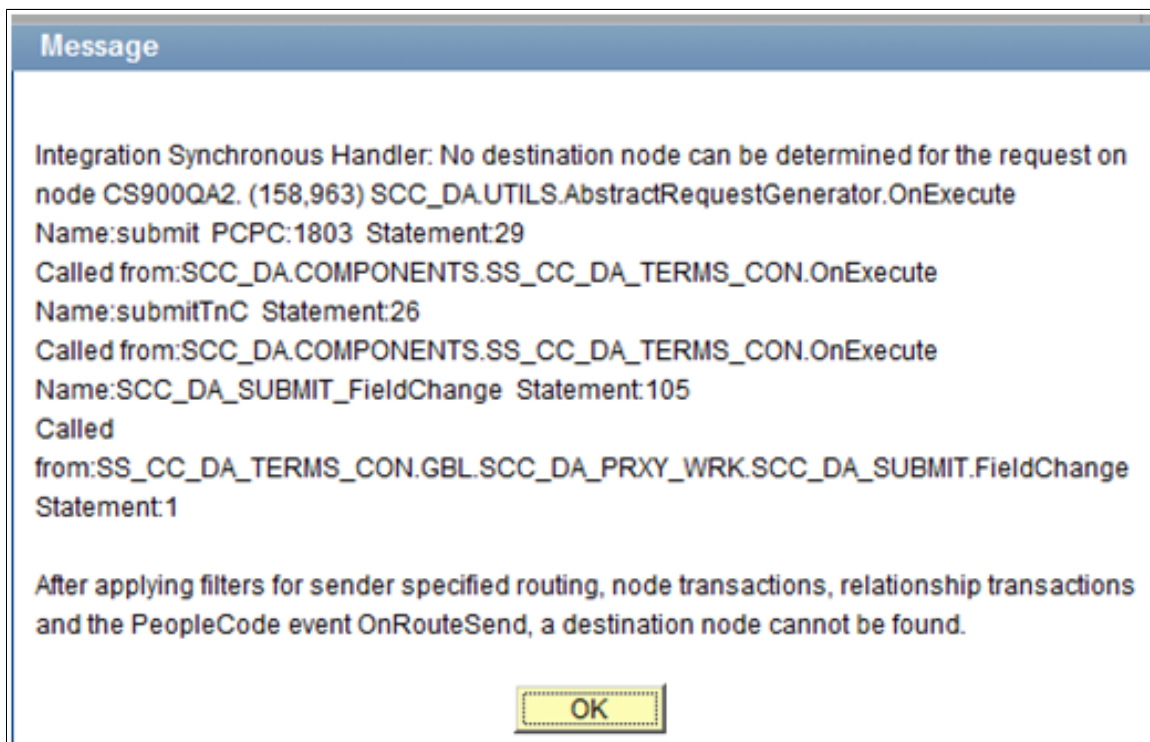 Message
Integration Synchronous Handler: No destination node can be determined for the request on
node CS900QA2. (158,963) SCC_DA.UTILS.AbstractRequestGenerator.OnExecute
Name:submit PCPC:1803 Statement:29
Called from:SCC_DA.COMPONENTS.SS_CC_DA_TERMS_CON.OnExecute
Name:submitTnC Statement:26
Called from:SCC_DA.COMPONENTS.SS_CC_DA_TERMS_CON.OnExecute
Name:SCC_DA_SUBMIT_FieldChange Statement:105
Called
from:SS_CC_DA_TERMS_CON.GBL.SCC_DA_PRXY_WRK.SCC_DA_SUBMIT.FieldChange
Statement:1
After applying filters for sender specified routing, node transactions, relationship transactions
and the PeopleCode event OnRouteSend, a destination node cannot be found.
OK